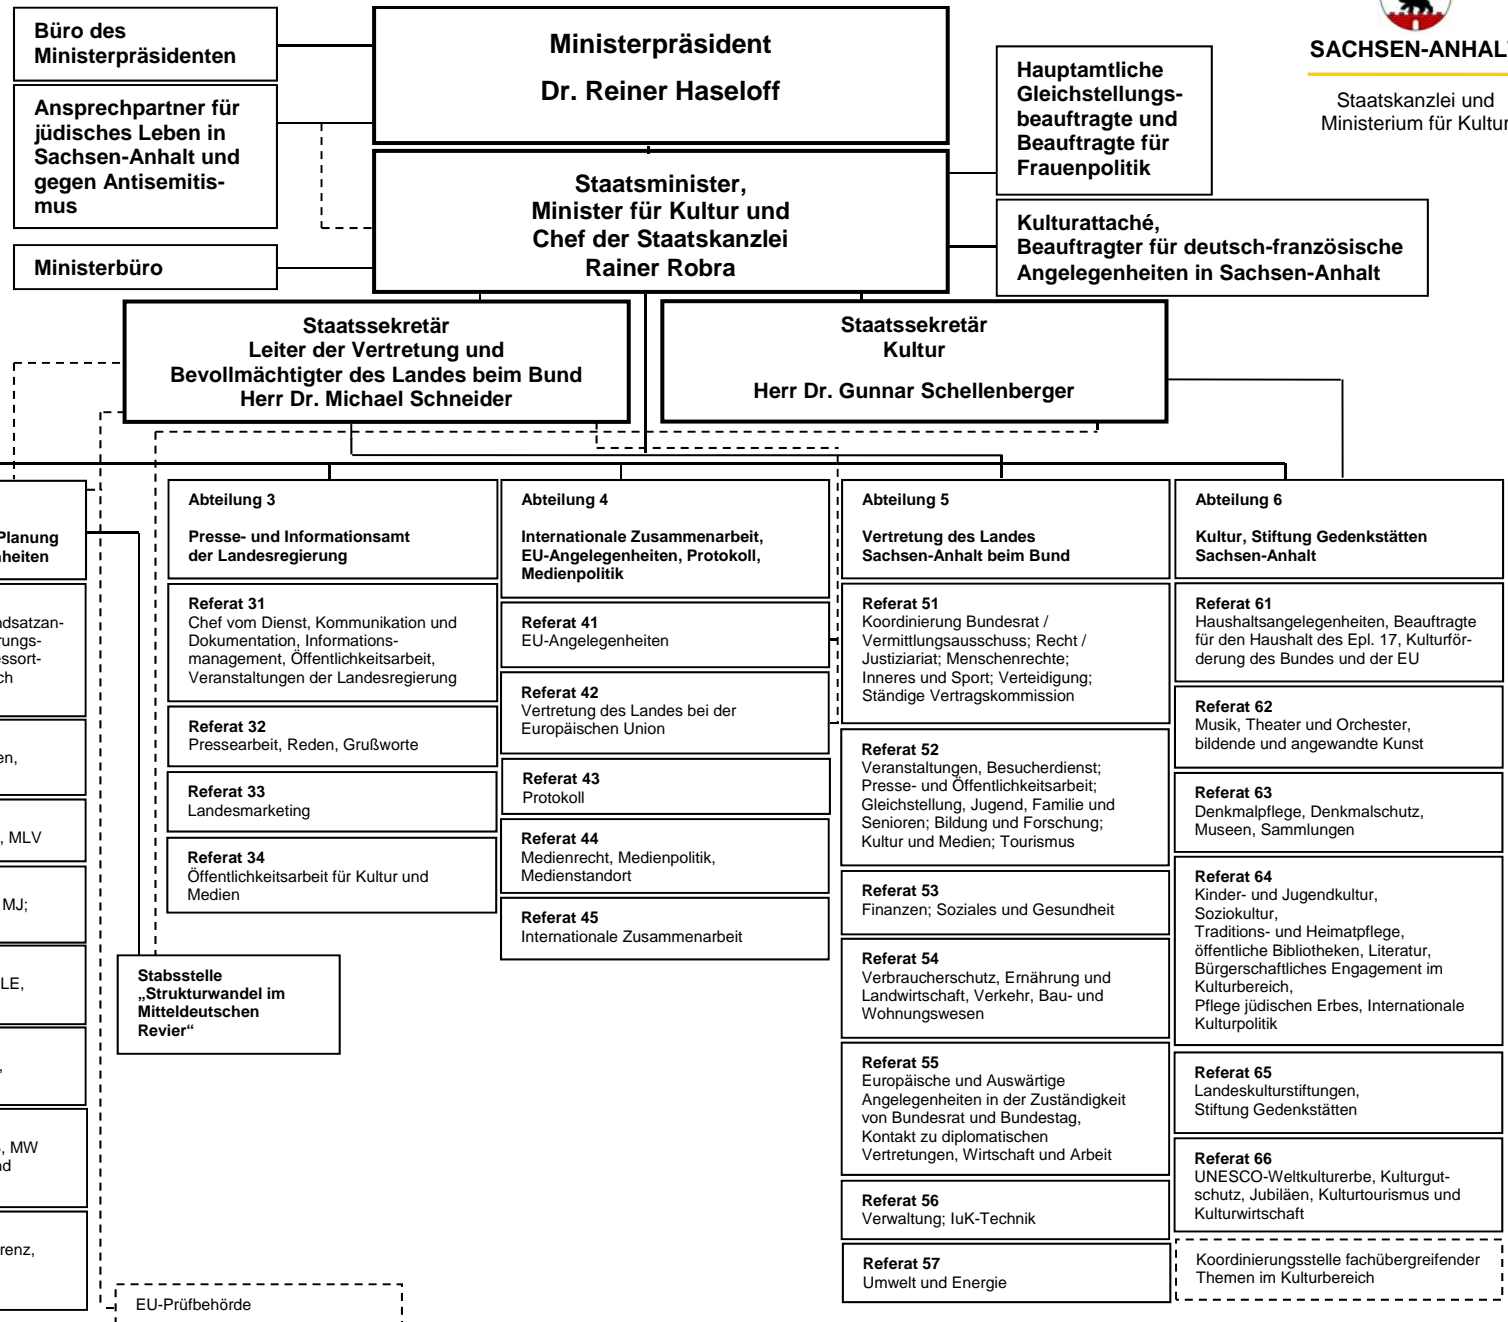 Büro des
Ministerpräsidenten
Ansprechpartner für
jüdisches Leben in
Sachsen-Anhalt und
gegen Antisemitis-
mus
Ministerbüro
Ministerpräsident
Dr. Reiner Haseloff
Staatsminister,
Minister für Kultur und
Chef der Staatskanzlei
Rainer Robra
Hauptamtliche
Gleichstellungs-
beauftragte und
Beauftragte für
Frauenpolitik
Kulturattaché,
Beauftragter für deutsch-französische
Angelegenheiten in Sachsen-Anhalt
SACHSEN-ANHALT
Staatskanzlei und
Ministerium für Kultur
Staatssekretär
Leiter der Vertretung und
Bevollmächtigter des Landes beim Bund
Herr Dr. Michael Schneider
Staatssekretär
Kultur
Herr Dr. Gunnar Schellenberger
Planung
heiten
ndsatzan-
rungs-
essort-
ch
en,
, MLV
MJ;
LE,
,
, MW
nd
renz,
Abteilung 3
Presse- und Informationsamt
der Landesregierung
Referat 31
Chef vom Dienst, Kommunikation und
Dokumentation, Informations-
management, Öffentlichkeitsarbeit,
Veranstaltungen der Landesregierung
Referat 32
Pressearbeit, Reden, Grußworte
Referat 33
Landesmarketing
Referat 34
Öffentlichkeitsarbeit für Kultur und
Medien
Stabsstelle
„Strukturwandel im
Mitteldeutschen
Revier“
EU-Prüfbehörde
Abteilung 4
Internationale Zusammenarbeit,
EU-Angelegenheiten, Protokoll,
Medienpolitik
Referat 41
EU-Angelegenheiten
Referat 42
Vertretung des Landes bei der
Europäischen Union
Referat 43
Protokoll
Referat 44
Medienrecht, Medienpolitik,
Medienstandort
Referat 45
Internationale Zusammenarbeit
Abteilung 5
Vertretung des Landes
Sachsen-Anhalt beim Bund
Referat 51
Koordinierung Bundesrat /
Vermittlungsausschuss; Recht /
Justiziariat; Menschenrechte;
Inneres und Sport; Verteidigung;
Ständige Vertragskommission
Referat 52
Veranstaltungen, Besucherdienst;
Presse- und Öffentlichkeitsarbeit;
Gleichstellung, Jugend, Familie und
Senioren; Bildung und Forschung;
Kultur und Medien; Tourismus
Referat 53
Finanzen; Soziales und Gesundheit
Referat 54
Verbraucherschutz, Ernährung und
Landwirtschaft, Verkehr, Bau- und
Wohnungswesen
Referat 55
Europäische und Auswärtige
Angelegenheiten in der Zuständigkeit
von Bundesrat und Bundestag,
Kontakt zu diplomatischen
Vertretungen, Wirtschaft und Arbeit
Referat 56
Verwaltung; IuK-Technik
Referat 57
Umwelt und Energie
Abteilung 6
Kultur, Stiftung Gedenkstätten
Sachsen-Anhalt
Referat 61
Haushaltsangelegenheiten, Beauftragte
für den Haushalt des Epl. 17, Kulturför-
derung des Bundes und der EU
Referat 62
Musik, Theater und Orchester,
bildende und angewandte Kunst
Referat 63
Denkmalpflege, Denkmalschutz,
Museen, Sammlungen
Referat 64
Kinder- und Jugendkultur,
Soziokultur,
Traditions- und Heimatpflege,
öffentliche Bibliotheken, Literatur,
Bürgerschaftliches Engagement im
Kulturbereich,
Pflege jüdischen Erbes, Internationale
Kulturpolitik
Referat 65
Landeskulturstiftungen,
Stiftung Gedenkstätten
Referat 66
UNESCO-Weltkulturerbe, Kulturgut-
schutz, Jubiläen, Kulturtourismus und
Kulturwirtschaft
Koordinierungsstelle fachübergreifender
Themen im Kulturbereich